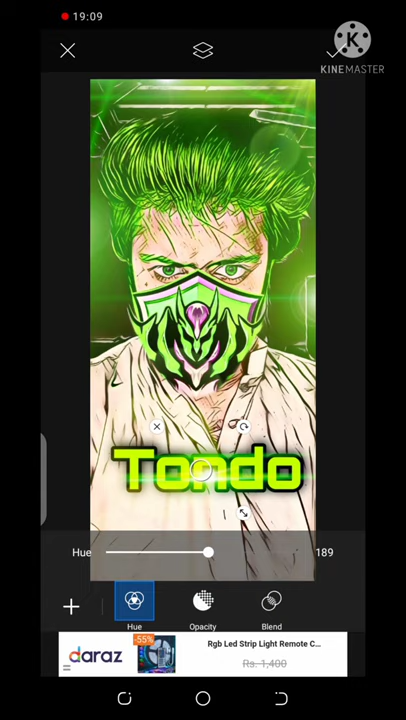 19:09
KINEMASTER
Tondo
Hue
189
Hue
Opacity
Blend
daraz
-55%
Rgb Led Strip Light Remote C...
Rs. 1,400